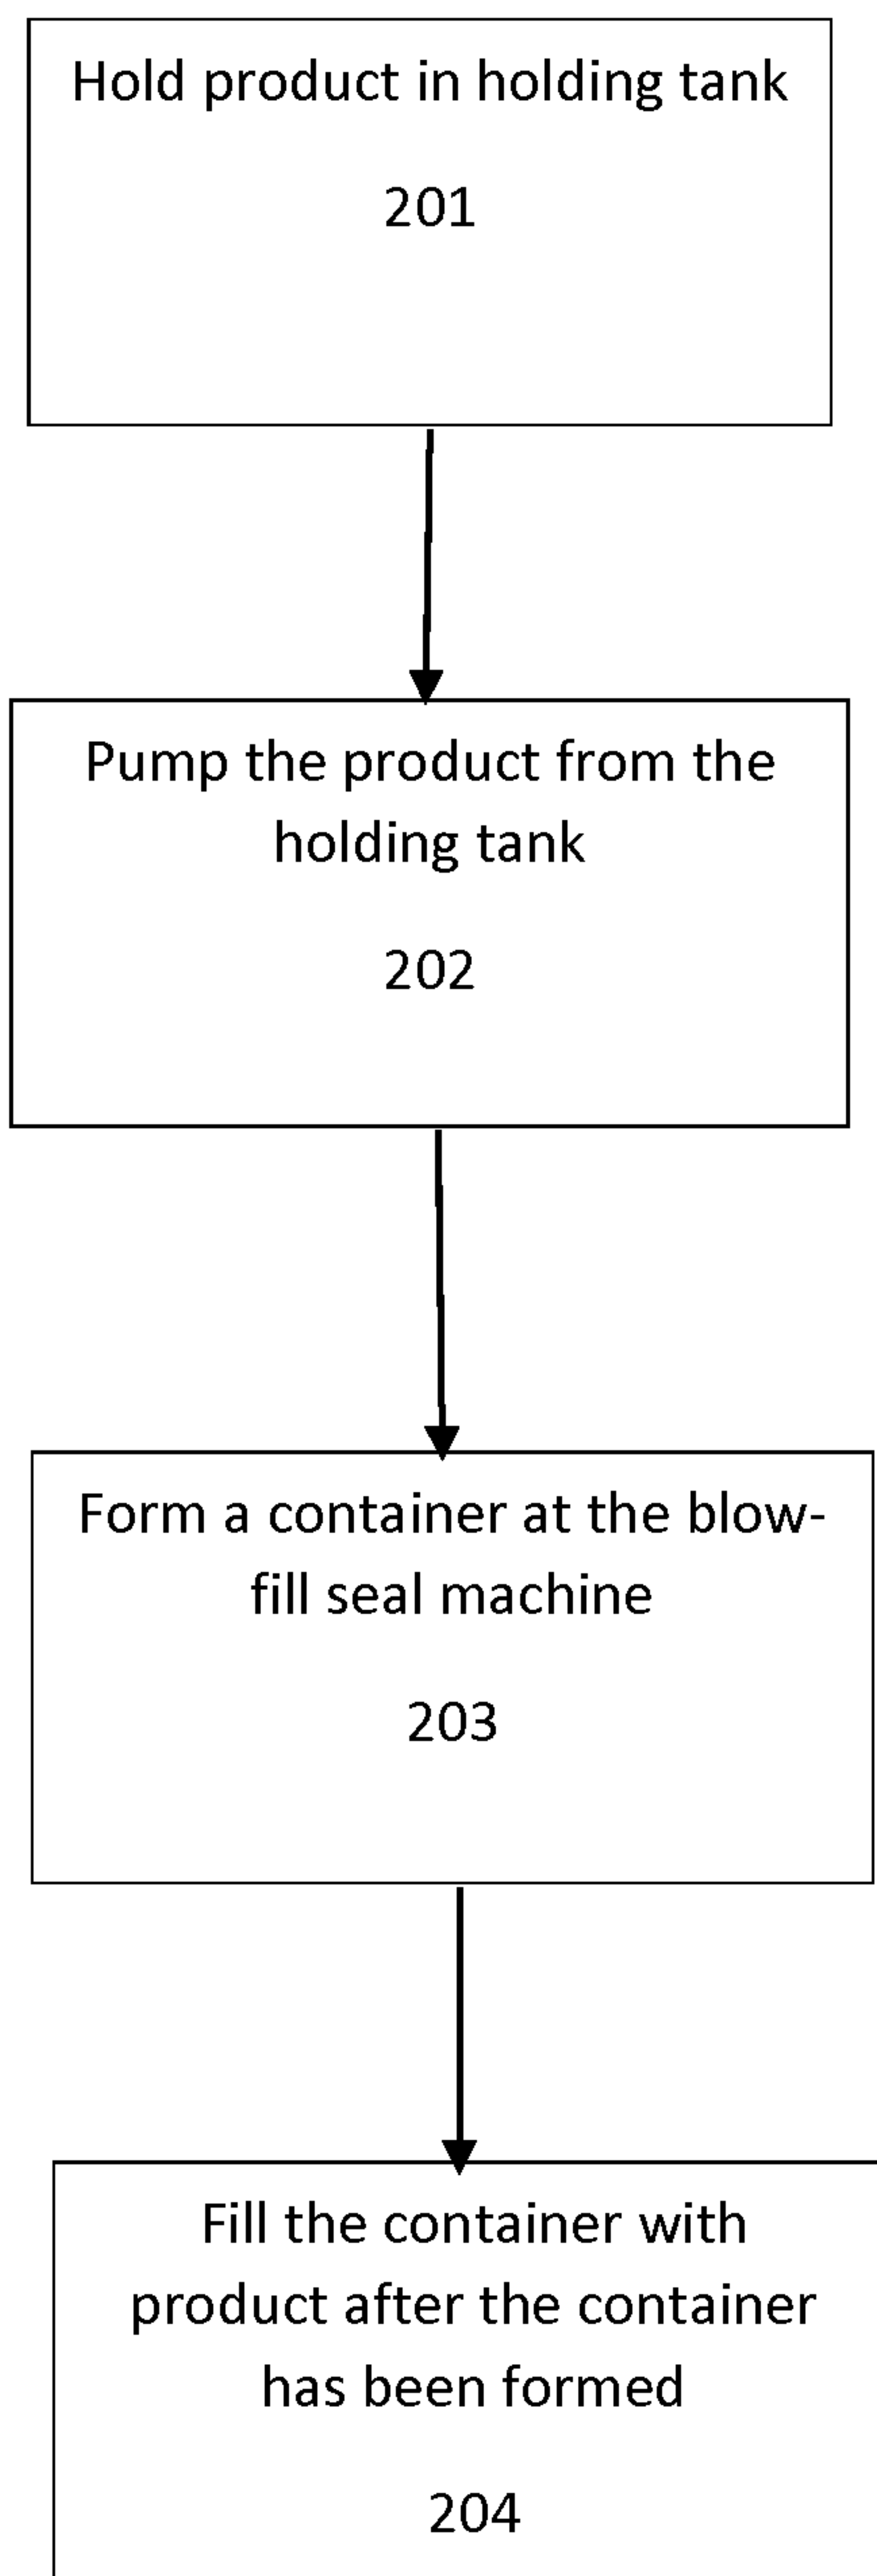 Hold product in holding tank
201
Pump the product from the
holding tank
202
Form a container at the blow-
fill seal machine
203
Fill the container with
product after the container
has been formed
204